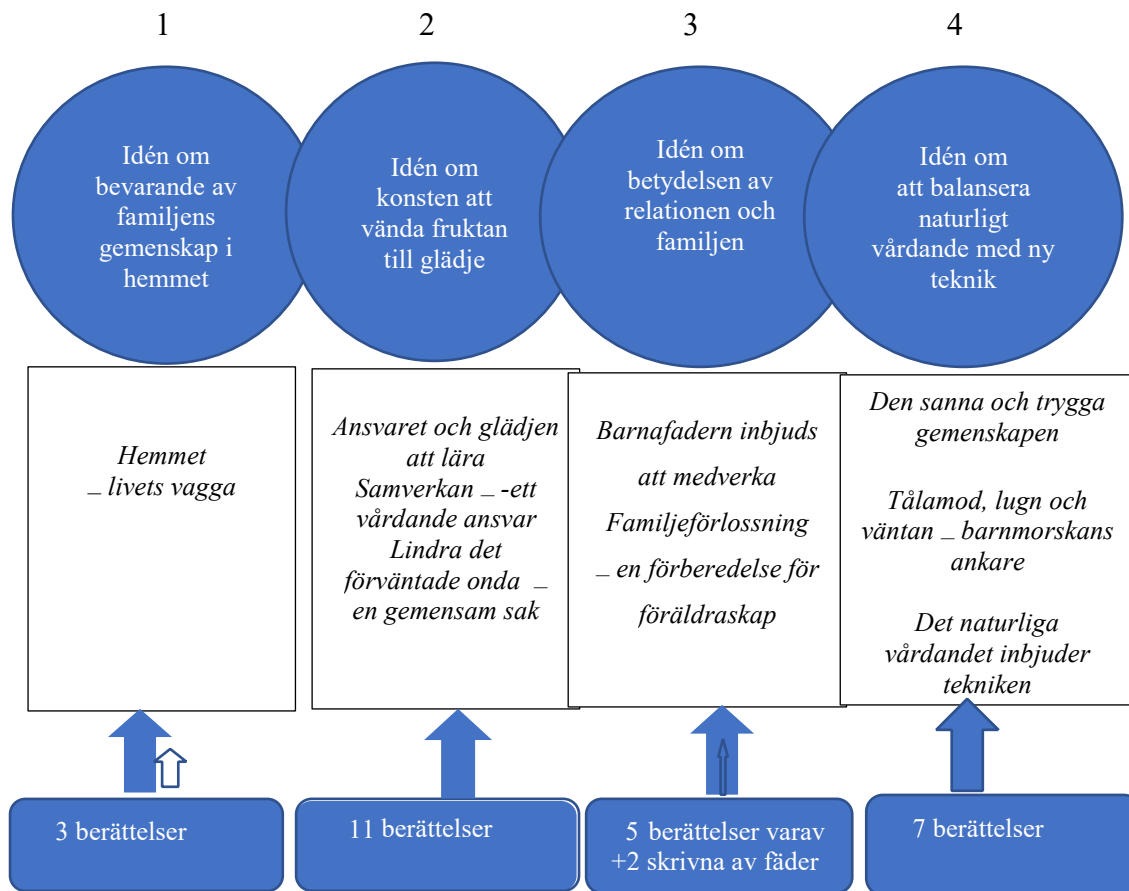 1
2
3
4
Idén om
bevarande av
familjens
gemenskap i
hemmet
Idén om
konsten att
vända fruktan
till glädje
Idén om
betydelsen av
relationen och
familjen
Idén om
att balansera
naturligt
vårdande med ny
teknik
Hemmet
_ livets vagga
Ansvaret och glädjen
att lära
Samverkan _ -ett
vårdande ansvar
Lindra det
förväntade onda _
en gemensam sak
Barnafadern inbjuds
att medverka
Familjeförlossning
_ en förberedelse för
föräldraskap
Den sanna och trygga
gemenskapen
Tålamod, lugn och
väntan _ barnmorskans
ankare
Det naturliga
vårdandet inbjuder
tekniken
3 berättelser
11 berättelser
5 berättelser varav
+2 skrivna av fäder
7 berättelser